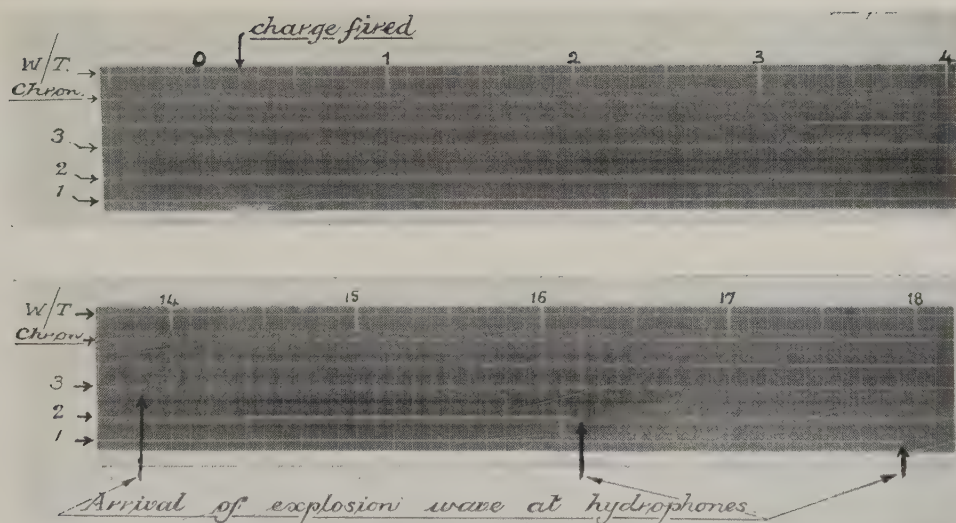 charge fired
0 1 2 3 4
W/T.
Chron.
3
2
1
14 15 16 17 18
W/T
Chron.
3
2
1
Arrival of explosion wave at hydrophones.